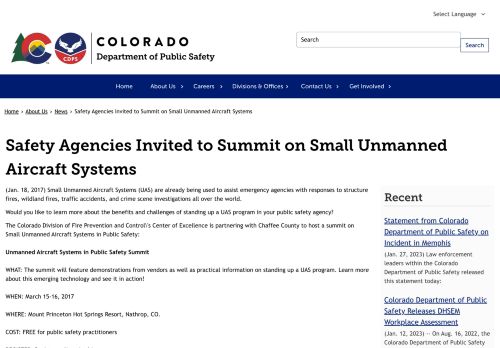 Select Language
COLORADO
Department of Public Safety
CDPS
Search
Search
Home
About Us
Careers
Divisions & Offices
Contact Us
Get Involved
Home › About Us › News › Safety Agencies Invited to Summit on Small Unmanned Aircraft Systems
Safety Agencies Invited to Summit on Small Unmanned
Aircraft Systems
(Jan. 18, 2017) Small Unmanned Aircraft Systems (UAS) are already being used to assist emergency agencies with responses to structure
fires, wildland fires, traffic accidents, and crime scene investigations all over the world.
Would you like to learn more about the benefits and challenges of standing up a UAS program in your public safety agency?
The Colorado Division of Fire Prevention and Control\'s Center of Excellence is partnering with Chaffee County to host a summit on
Small Unmanned Aircraft Systems in Public Safety:
Unmanned Aircraft Systems in Public Safety Summit
WHAT: The summit will feature demonstrations from vendors as well as practical information on standing up a UAS program. Learn more
about this emerging technology and see it in action!
WHEN: March 15-16, 2017
WHERE: Mount Princeton Hot Springs Resort, Nathrop, CO.
COST: FREE for public safety practitioners
Recent
Statement from Colorado
Department of Public Safety on
Incident in Memphis
(Jan. 27, 2023) Law enforcement
leaders within the Colorado
Department of Public Safety released
this statement today:
Colorado Department of Public
Safety Releases DHSEM
Workplace Assessment
(Jan. 12, 2023) -- On Aug. 16, 2022, the
Colorado Department of Public Safety